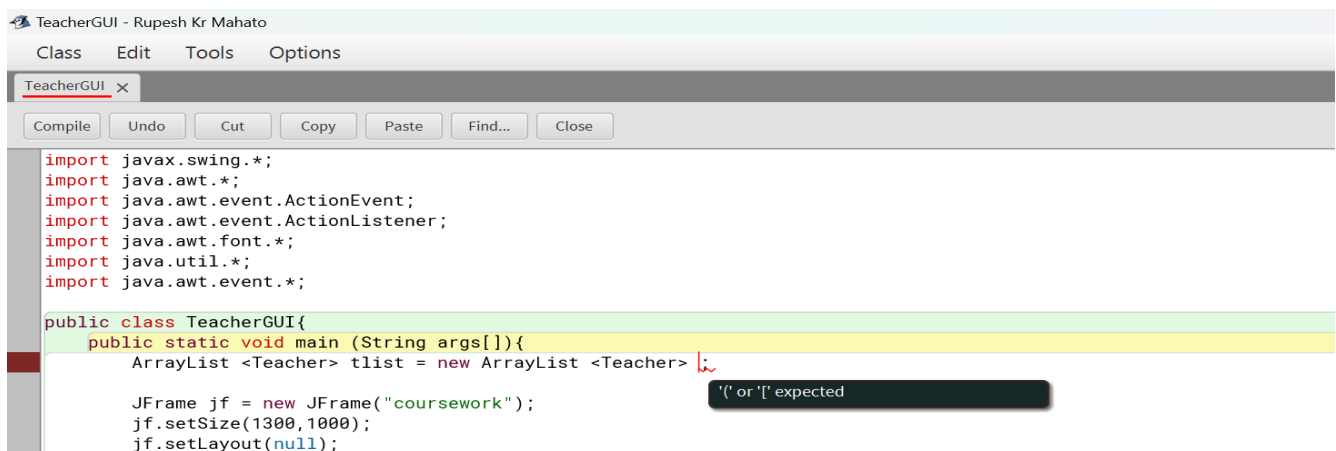 TeacherGUI - Rupesh Kr Mahato
Class Edit Tools Options
TeacherGUI ×
Compile Undo Cut Copy Paste Find... Close
import javax.swing.*;
import java.awt.*;
import java.awt.event.ActionEvent;
import java.awt.event.ActionListener;
import java.awt.font.*;
import java.util.*;
import java.awt.event.*;
public class TeacherGUI{
public static void main (String args[]){
ArrayList <Teacher> tlist = new ArrayList <Teacher> ;
'(' or '[' expected
JFrame jf = new JFrame("coursework");
jf.setSize(1300,1000);
jf.setLayout(null);